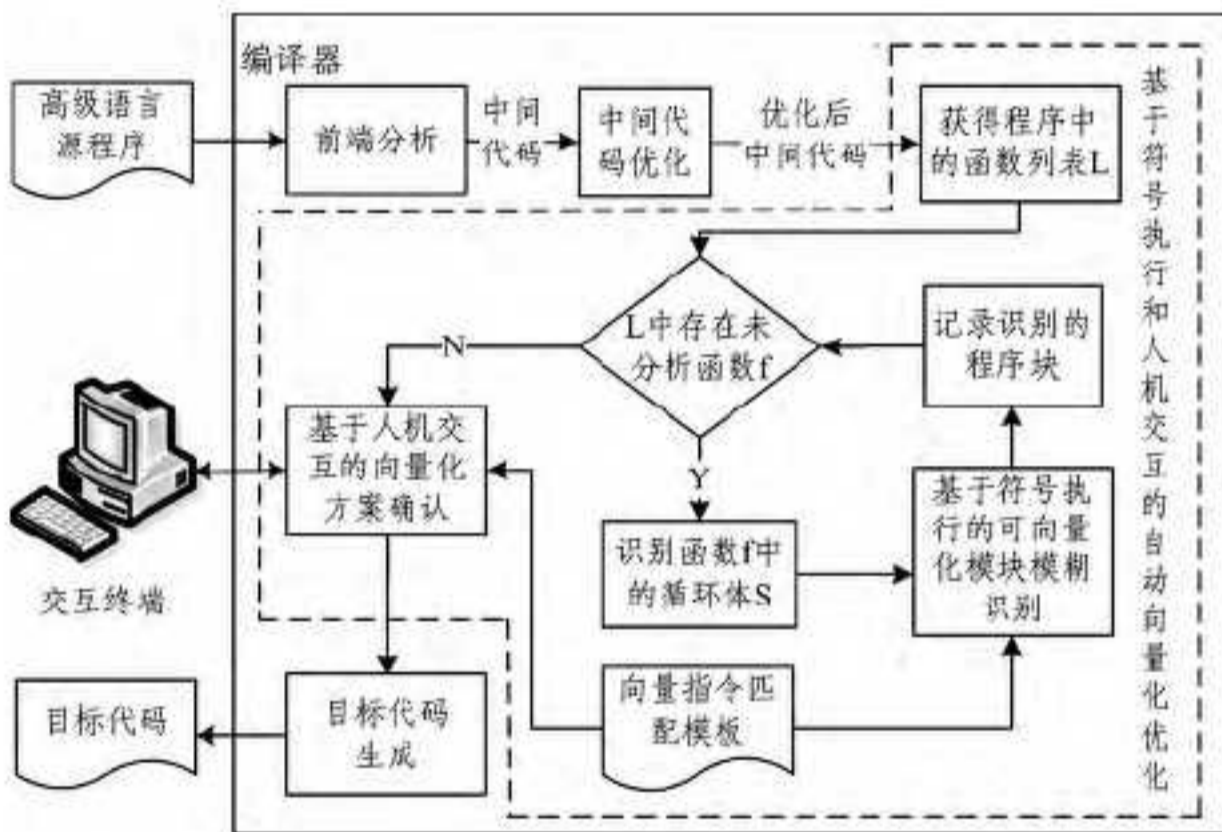 编译器
高级语言
源程序
前端分析
中间
代码
中间代
码优化
优化后
中间代码
获得程序中
的函数列表L
基于符号执行和人机交互的自动向量化优化
L中存在未
分析函数f
N
Y
记录识别的
程序块
基于人机交
互的向量化
方案确认
识别函数f中
的循环体S
基于符号执
行的可向量
化模块模糊
识别
交互终端
向量指令匹
配模板
目标代码
生成
目标代码